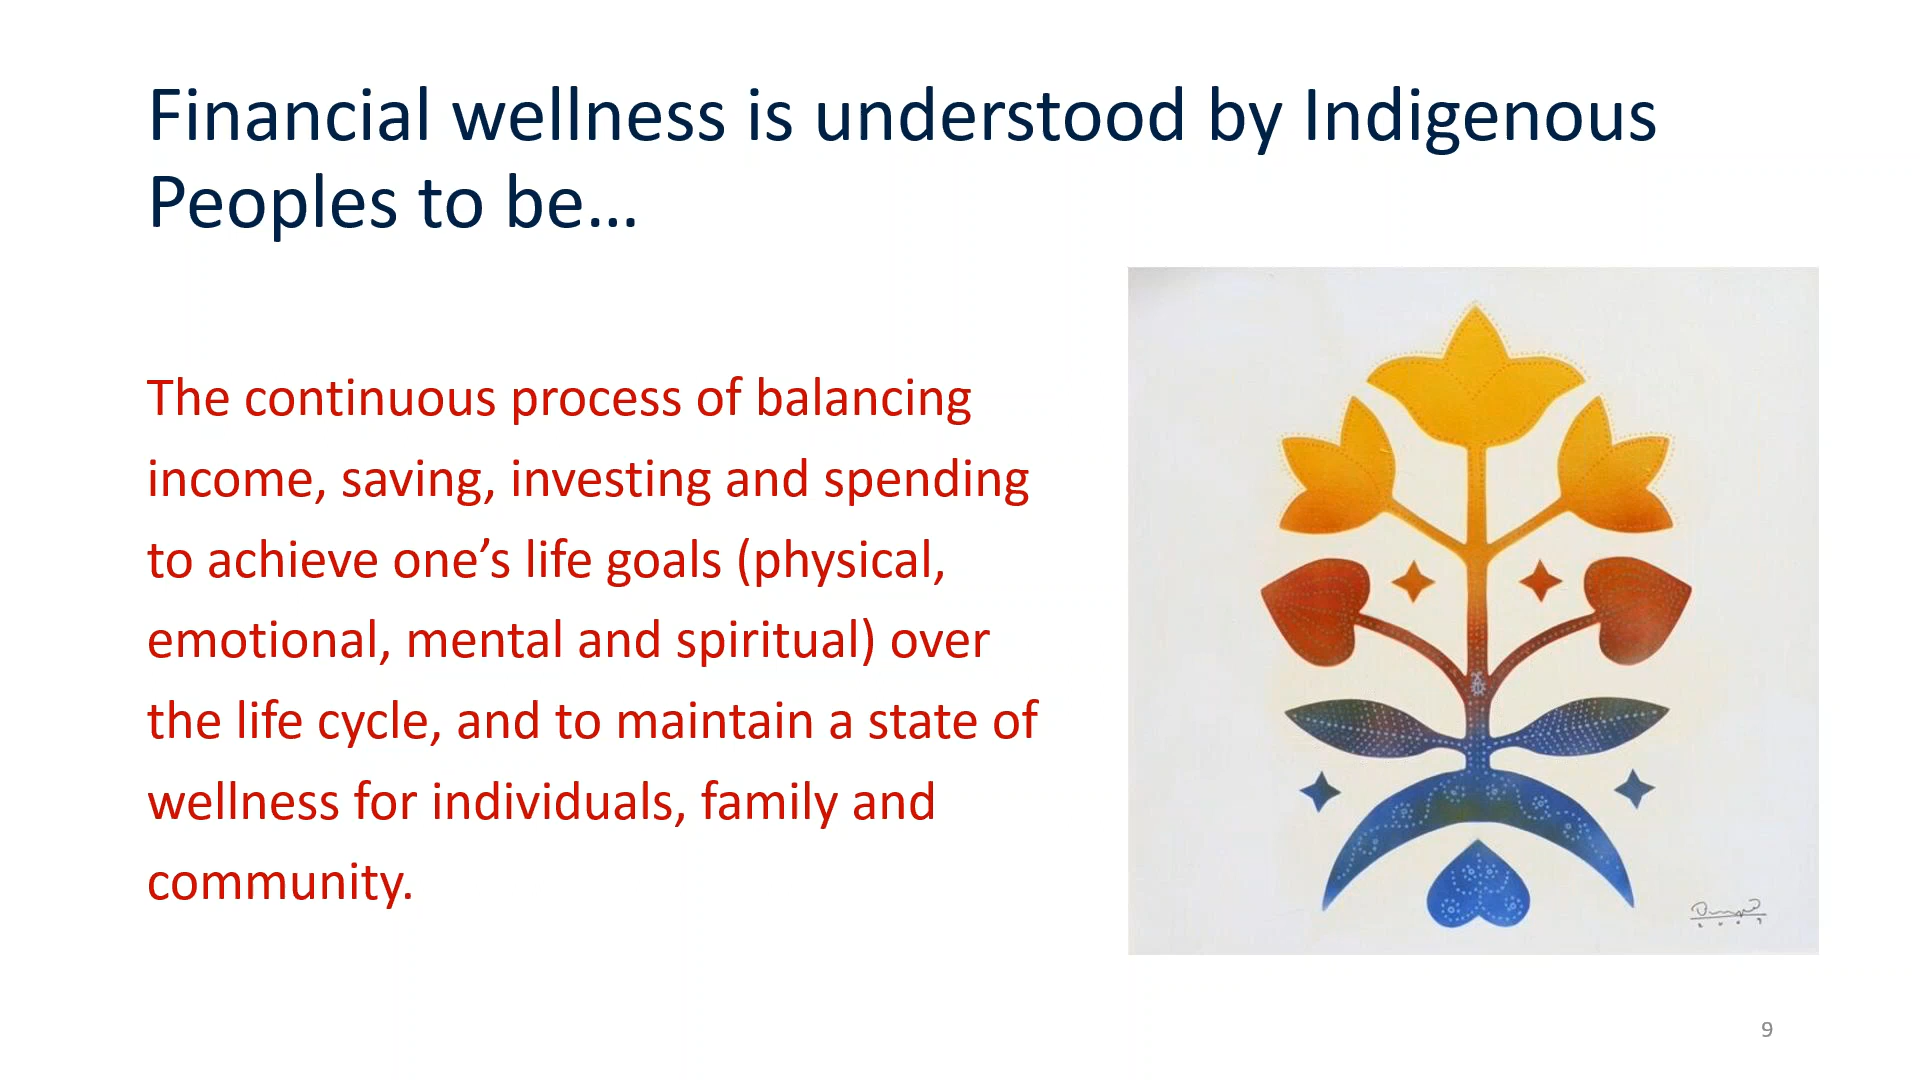 Financial wellness is understood by Indigenous
Peoples to be…
The continuous process of balancing
income, saving, investing and spending
to achieve one’s life goals (physical,
emotional, mental and spiritual) over
the life cycle, and to maintain a state of
wellness for individuals, family and
community.
9